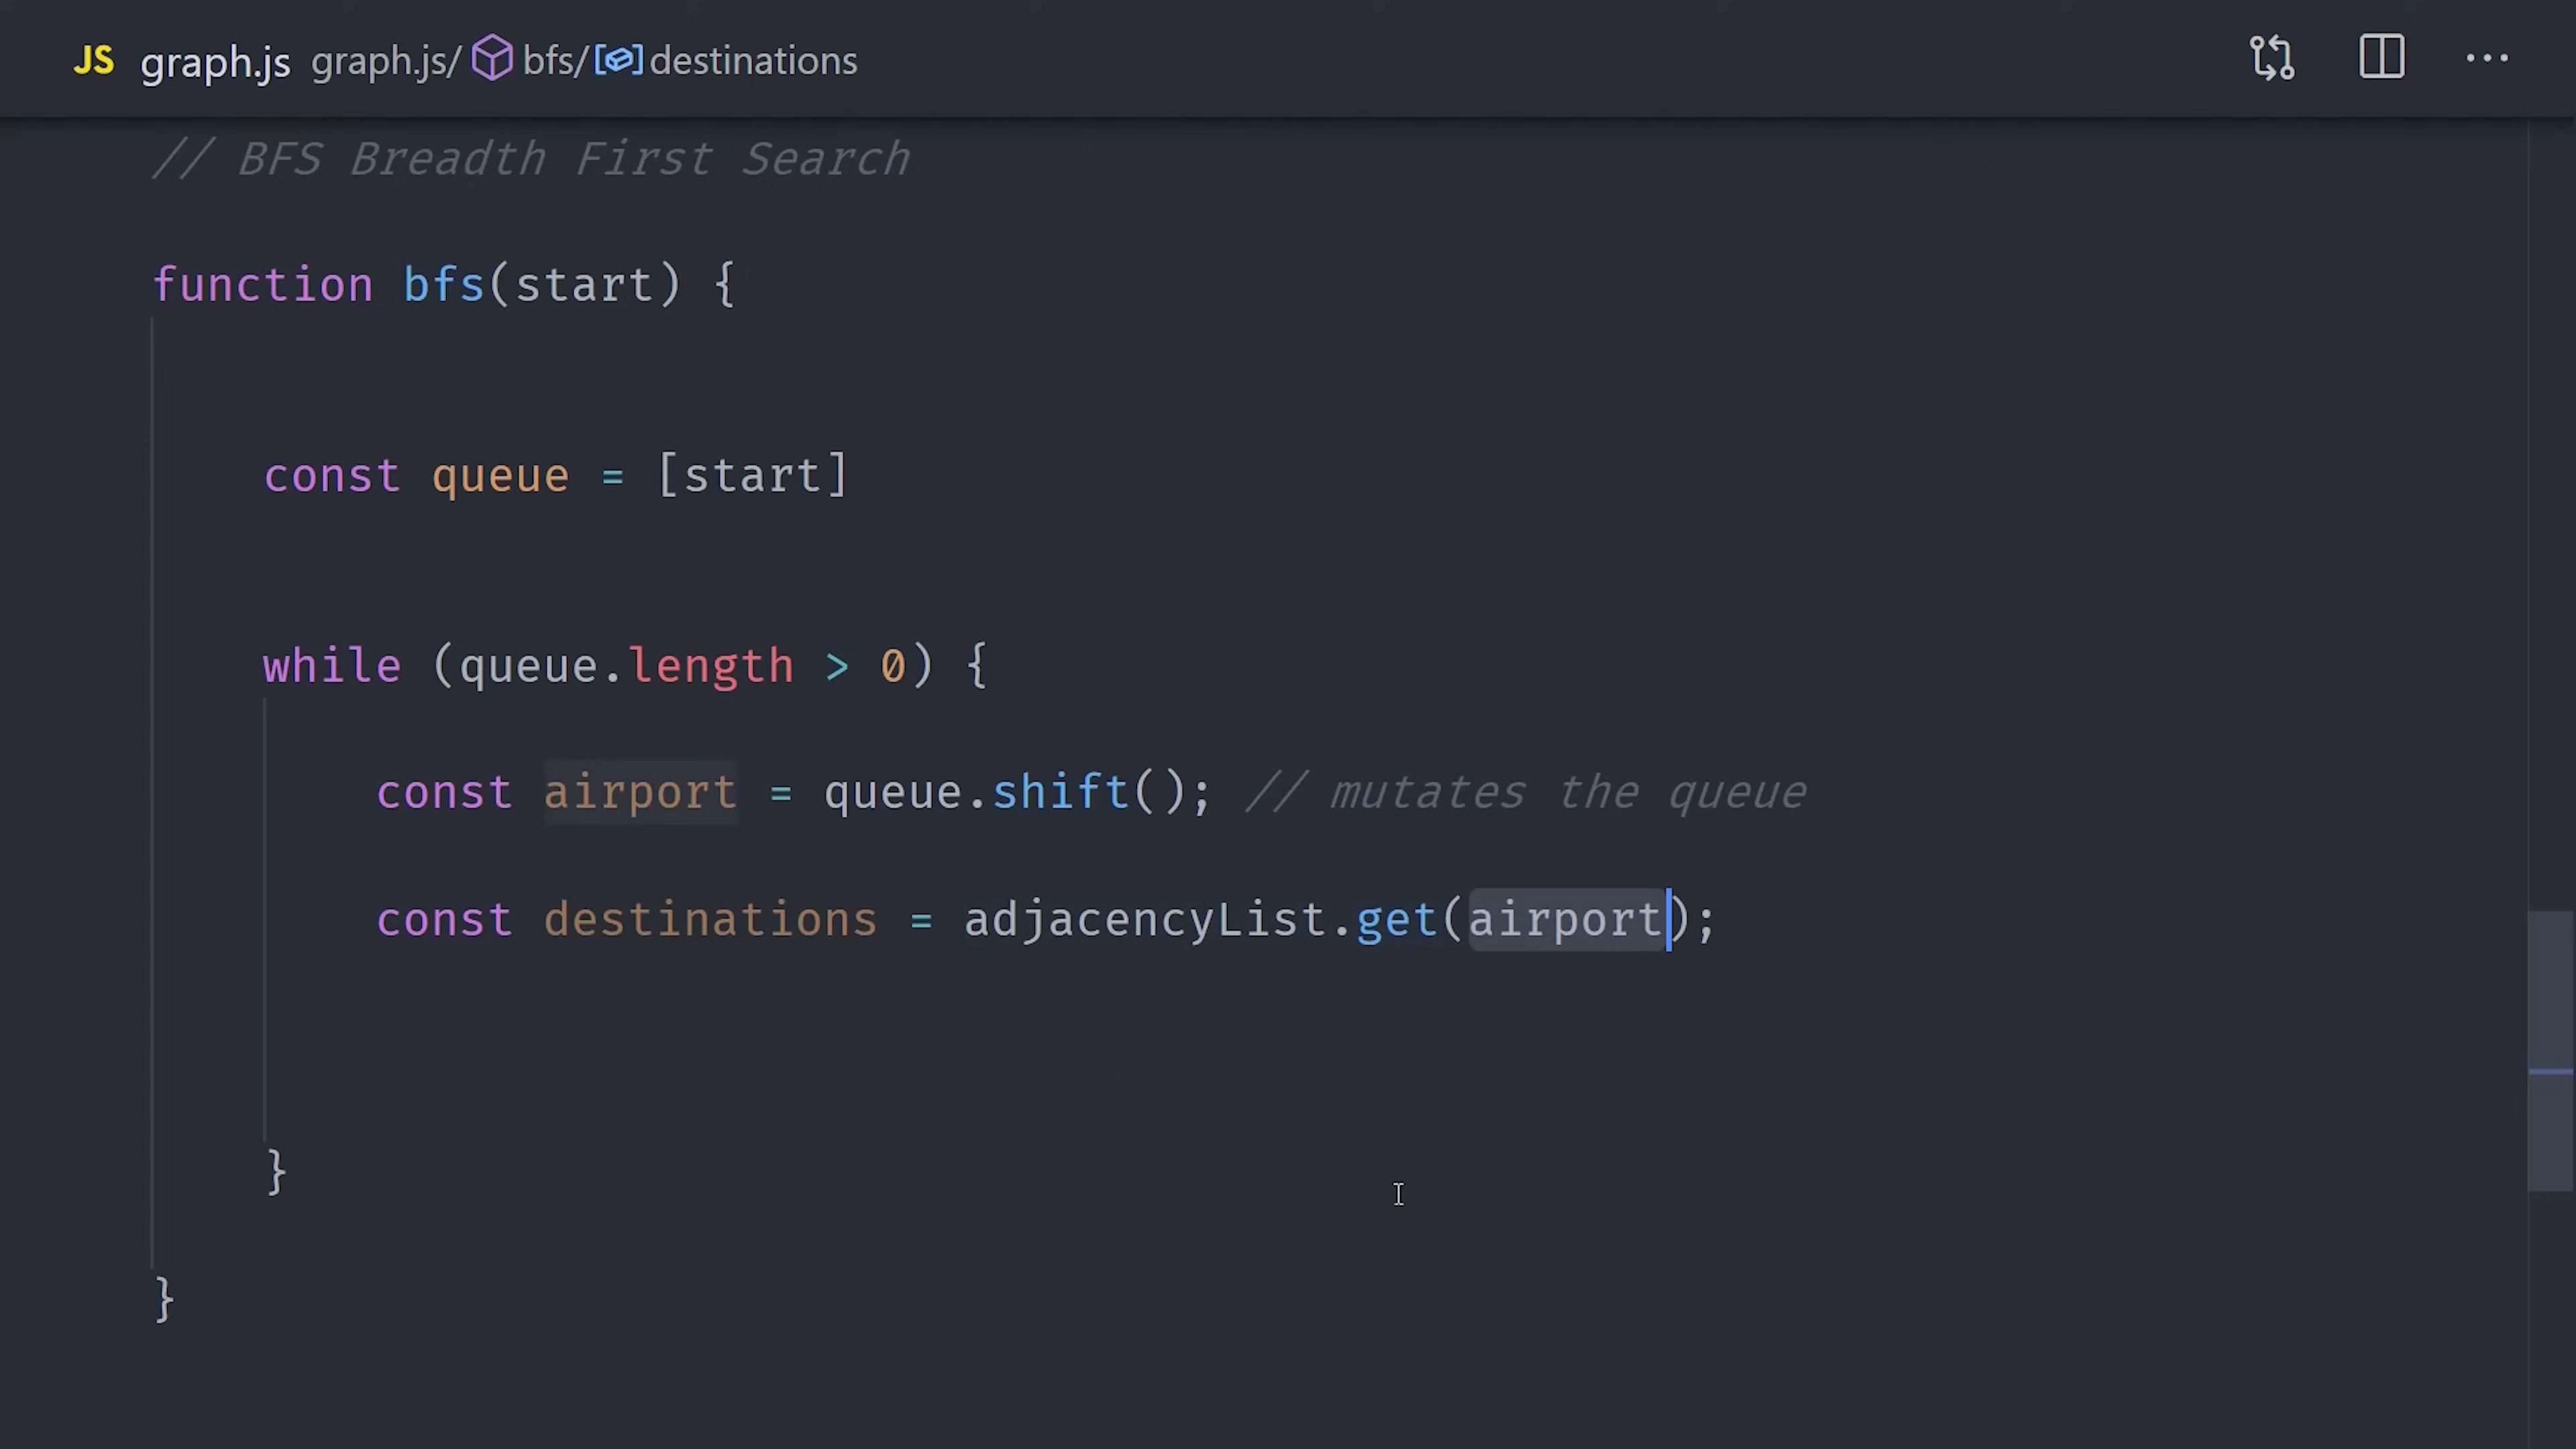 JS graph.js graph.js/ bfs/ destinations
// BFS Breadth First Search
function bfs(start) {
const queue = [start]
while (queue.length > 0) {
const airport = queue.shift(); // mutates the queue
const destinations = adjacencyList.get(airport);
}
}